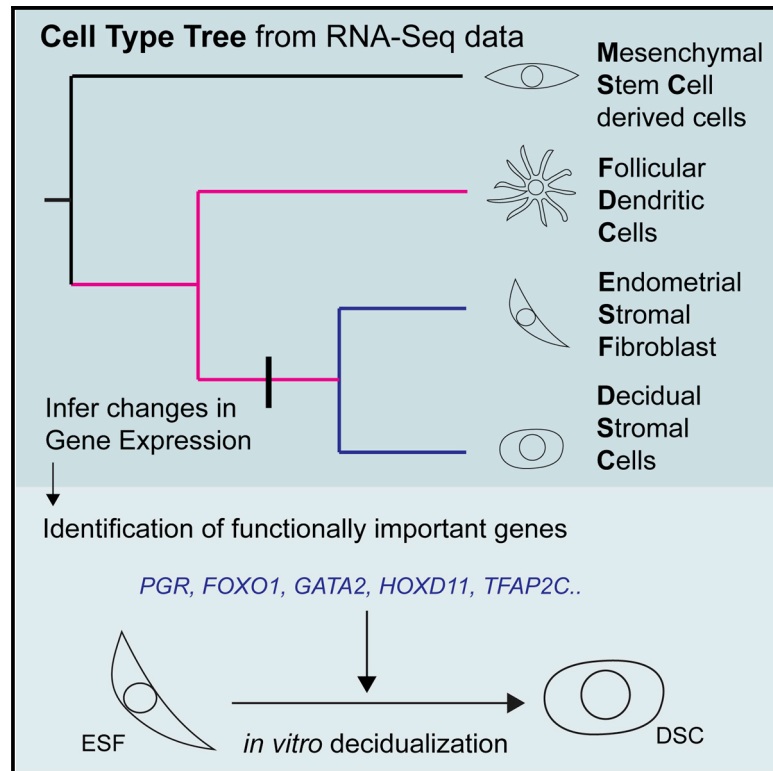 Cell Type Tree from RNA-Seq data
Mesenchymal
Stem Cell
derived cells
Follicular
Dendritic
Cells
Endometrial
Stromal
Fibroblast
Decidual
Stromal
Cells
Infer changes in
Gene Expression
Identification of functionally important genes
PGR, FOXO1, GATA2, HOXD11, TFAP2C..
ESF
in vitro decidualization
DSC